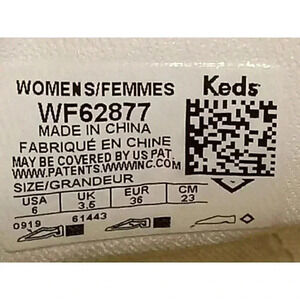 WOMENS/FEMMES Keds
WF62877
MADE IN CHINA
FABRIQUÉ EN CHINE
MAY BE COVERED BY US PAT.
WWW.PATENTS.WWWINC.COM
SIZE/GRANDEUR
USA UK EUR CM
6 3.5 36 23
0919 61443